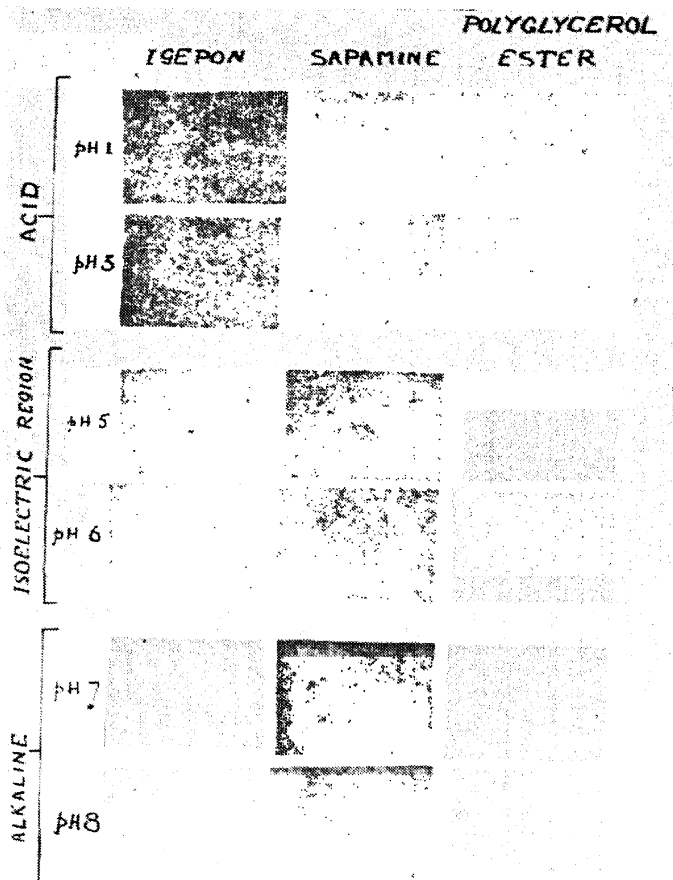 POLYGLYCEROL
IGEPON SAPAMINE ESTER
ACID
pH 1
pH 3
ISOELECTRIC REGION
pH 5
pH 6
ALKALINE
pH 7
pH 8